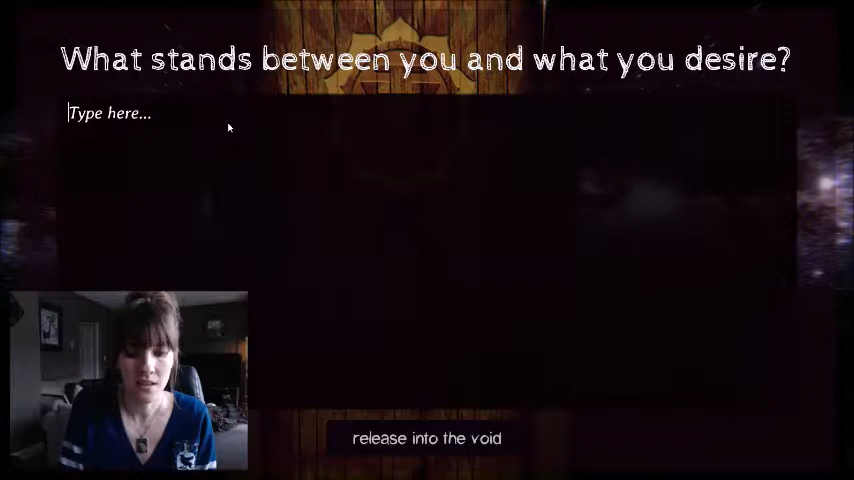 What stands between you and what you desire?
Type here...
release into the void